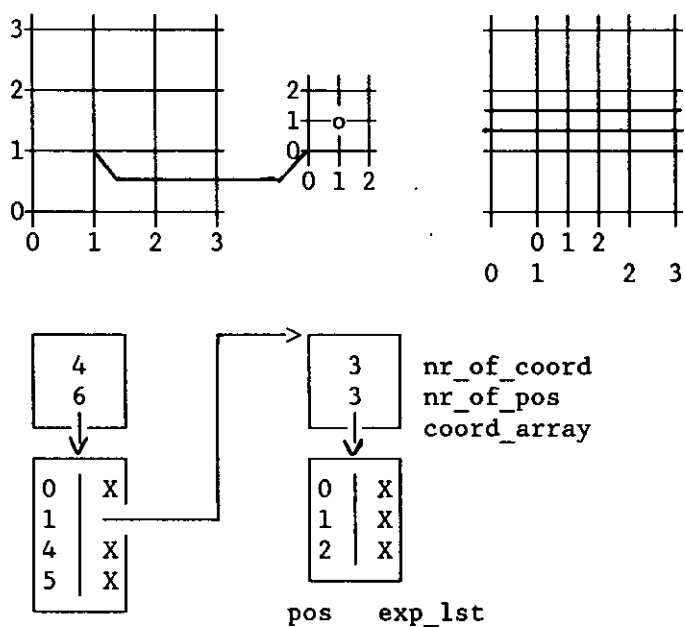 3
2
1
0
0 1 2 3
2
1
0
0 1 2
0 1 2
0 1 2 3
4
6
3
3
nr_of_coord
nr_of_pos
coord_array
0 X
1
4 X
5 X
0 X
1 X
2 X
pos exp_lst